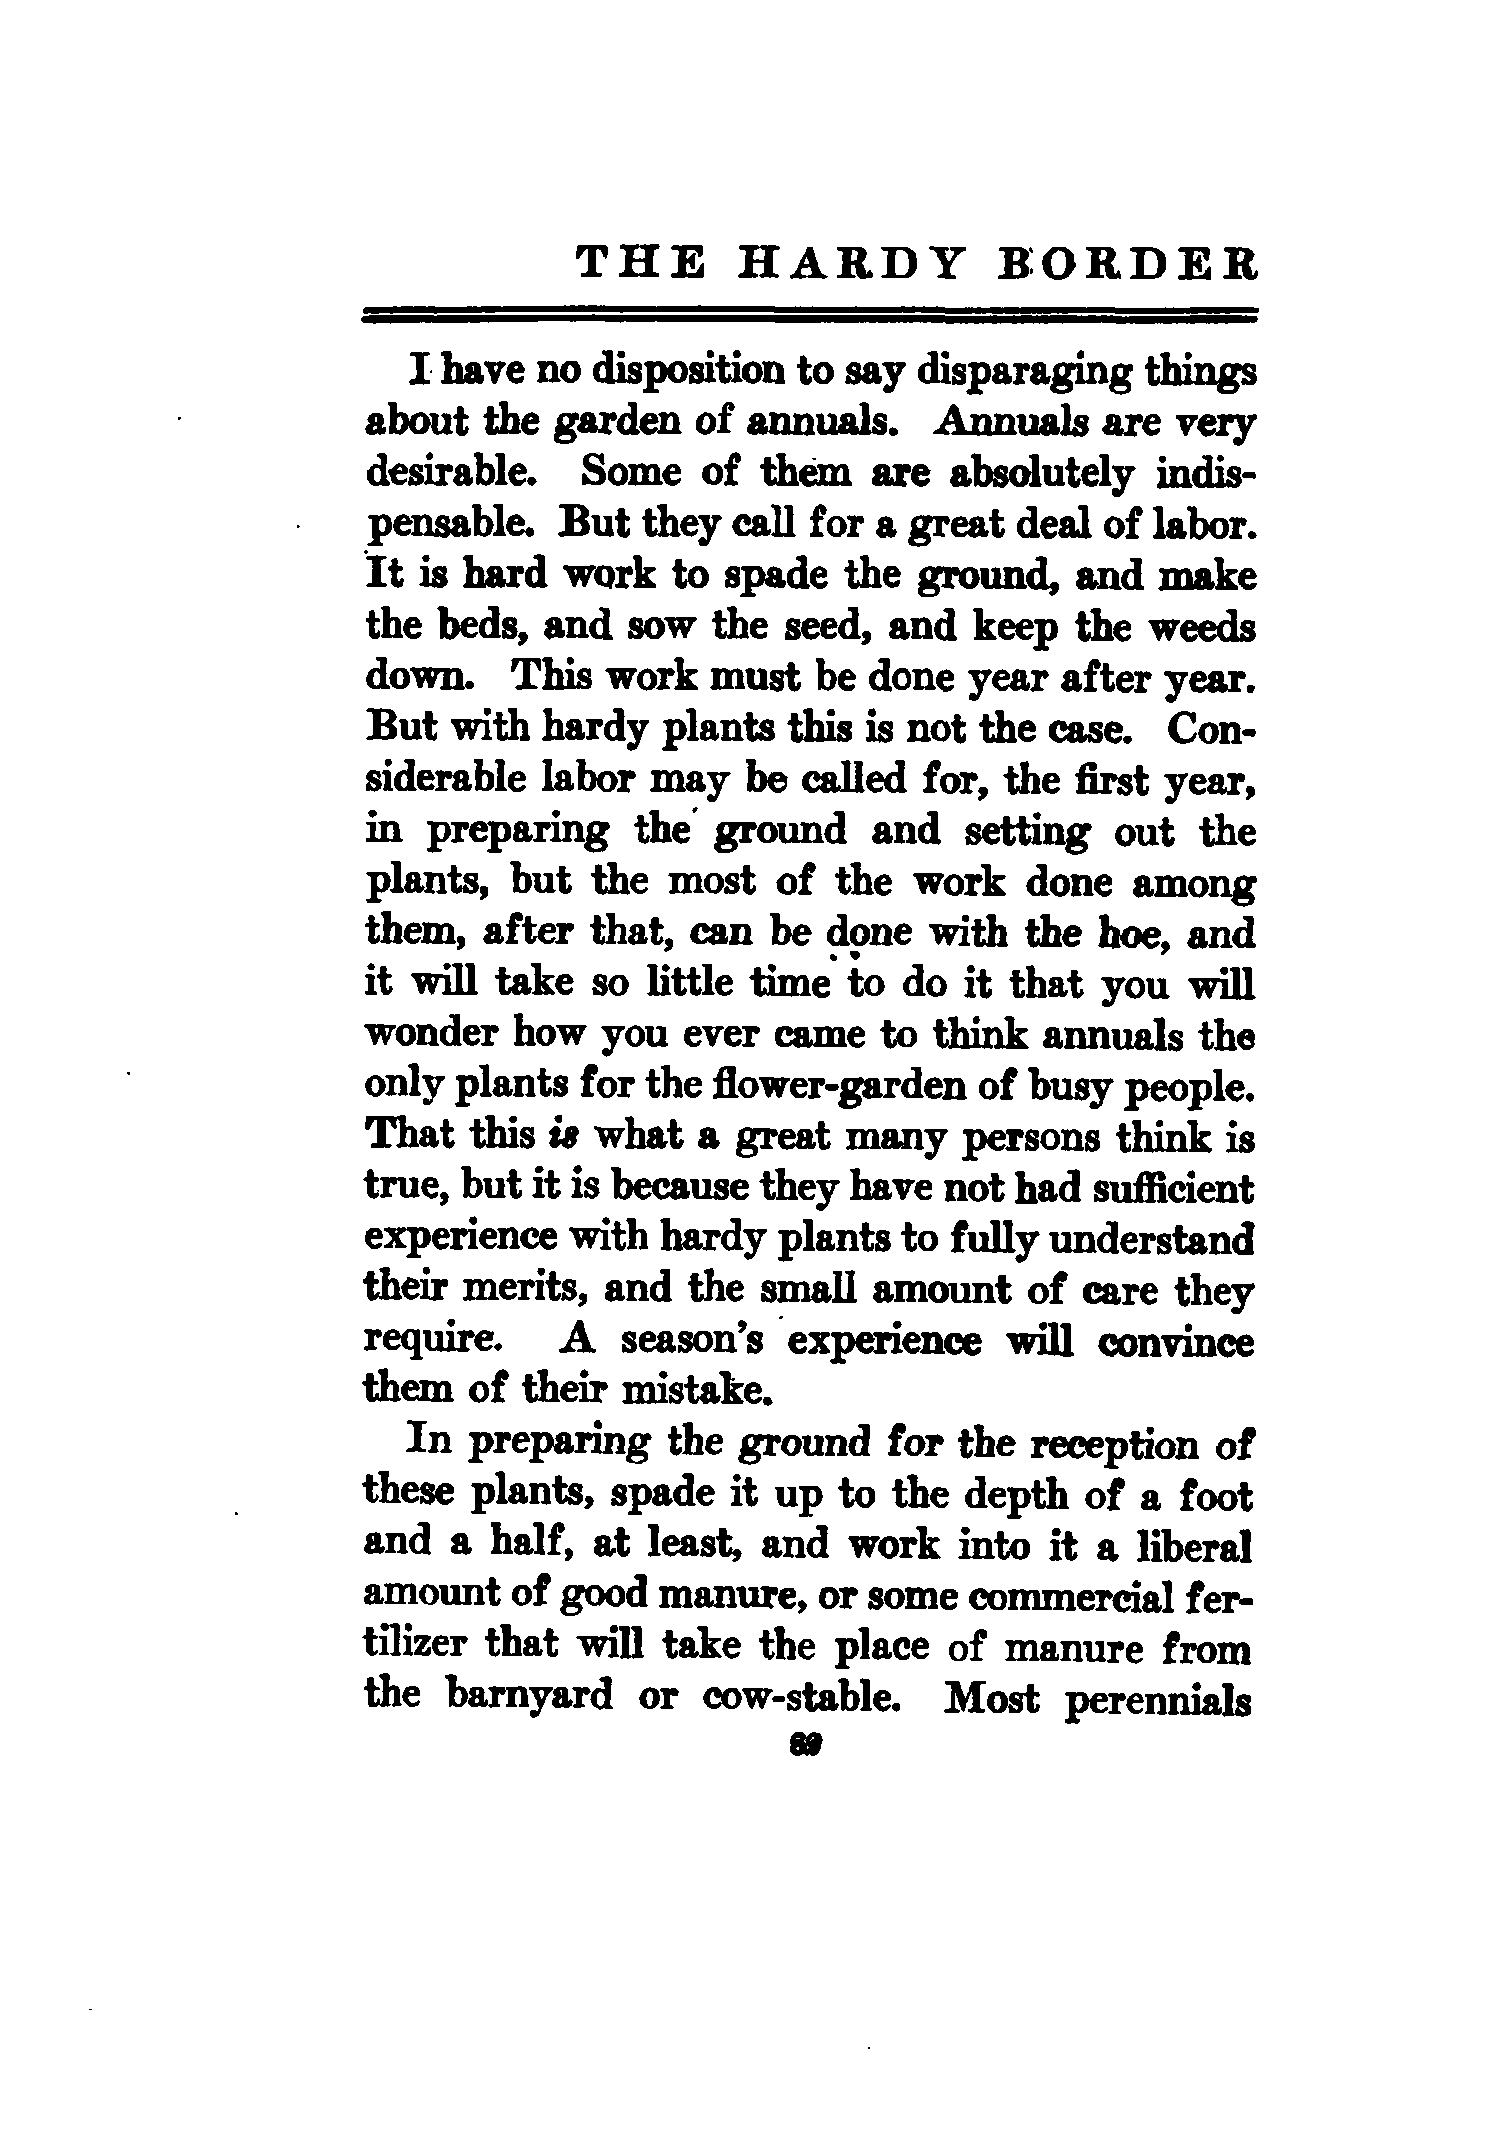 THE HARDY BORDER
I have no disposition to say disparaging things
about the garden of annuals. Annuals are very
desirable. Some of them are absolutely indis-
pensable. But they call for a great deal of labor.
It is hard work to spade the ground, and make
the beds, and sow the seed, and keep the weeds
down. This work must be done year after year.
But with hardy plants this is not the case. Con-
siderable labor may be called for, the first year,
in preparing the ground and setting out the
plants, but the most of the work done among
them, after that, can be done with the hoe, and
it will take so little time to do it that you will
wonder how you ever came to think annuals the
only plants for the flower-garden of busy people.
That this is what a great many persons think is
true, but it is because they have not had sufficient
experience with hardy plants to fully understand
their merits, and the small amount of care they
require. A season's experience will convince
them of their mistake.
In preparing the ground for the reception of
these plants, spade it up to the depth of a foot
and a half, at least, and work into it a liberal
amount of good manure, or some commercial fer-
tilizer that will take the place of manure from
the barnyard or cow-stable. Most perennials